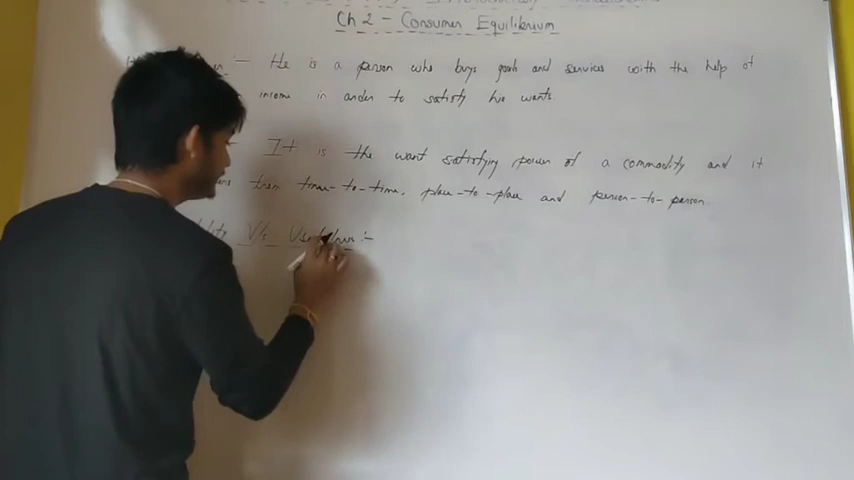 Ch 2 - Consumer Equilibrium
:- He is a person who buys goods and services with the help of
income in order to satisfy his wants.
It is the want satisfying power of a commodity and it
from time-to-time, place-to-place and person-to-person.
V/s :-